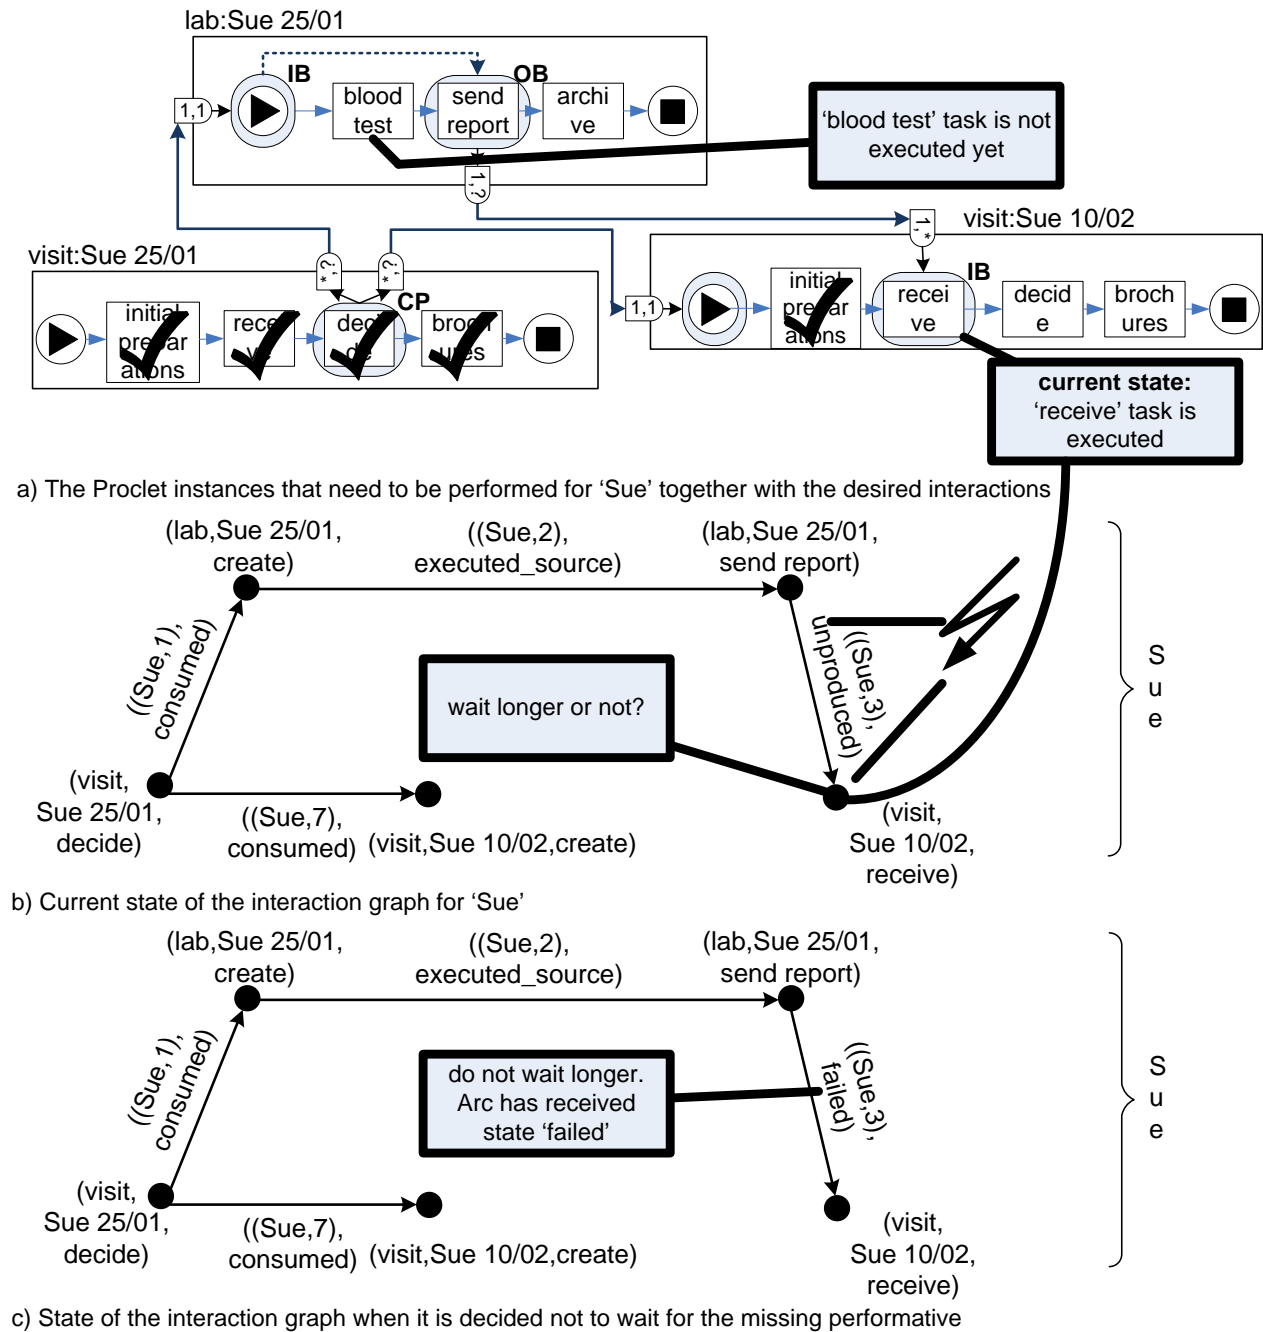 lab:Sue 25/01
IB
OB
1,1
blood
test
send
report
archi
ve
'blood test' task is not
executed yet
1,?
1,*
visit:Sue 10/02
visit:Sue 25/01
?,*
?,*
CP
IB
initial
prepar
ations
recei
ve
deci
de
broch
ures
1,1
initial
prepar
ations
recei
ve
decid
e
broch
ures
current state:
'receive' task is
executed
a) The Proclet instances that need to be performed for 'Sue' together with the desired interactions
(lab,Sue 25/01,
create)
((Sue,2),
executed_source)
(lab,Sue 25/01,
send report)
((Sue,1),
consumed)
((Sue,3),
unproduced)
wait longer or not?
S
u
e
(visit,
Sue 25/01,
decide)
((Sue,7),
consumed)
(visit,Sue 10/02,create)
(visit,
Sue 10/02,
receive)
b) Current state of the interaction graph for 'Sue'
(lab,Sue 25/01,
create)
((Sue,2),
executed_source)
(lab,Sue 25/01,
send report)
((Sue,1),
consumed)
((Sue,3),
failed)
do not wait longer.
Arc has received
state 'failed'
S
u
e
(visit,
Sue 25/01,
decide)
((Sue,7),
consumed)
(visit,Sue 10/02,create)
(visit,
Sue 10/02,
receive)
c) State of the interaction graph when it is decided not to wait for the missing performative